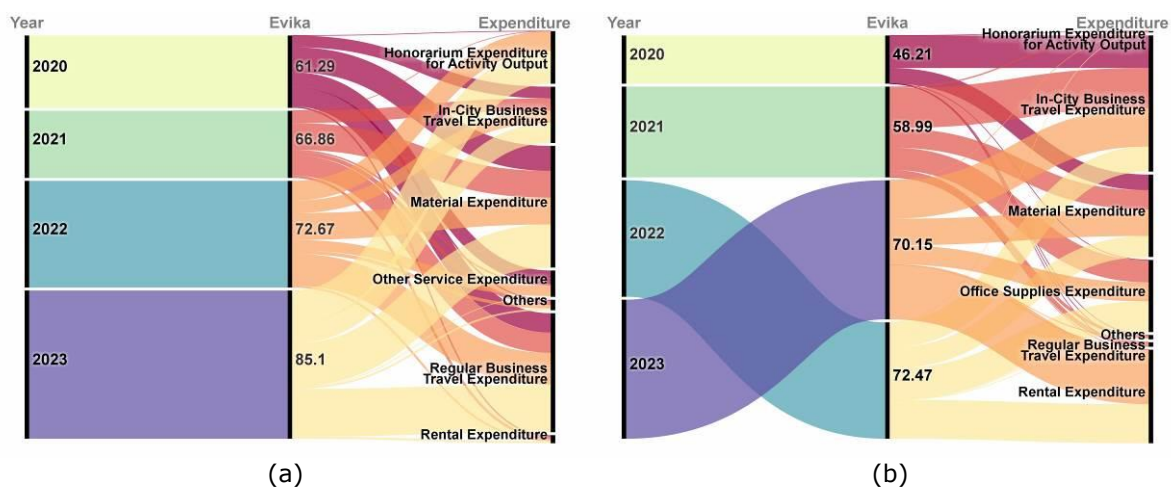 Year Evika Expenditure
2020
2021
2022
2023
61.29
66.86
72.67
85.1
Honorarium Expenditure
for Activity Output
In-City Business
Travel Expenditure
Material Expenditure
Other Service Expenditure
Others
Regular Business
Travel Expenditure
Rental Expenditure
(a)
Year Evika Expenditure
2020
2021
2022
2023
46.21
58.99
70.15
72.47
Honorarium Expenditure
for Activity Output
In-City Business
Travel Expenditure
Material Expenditure
Office Supplies Expenditure
Others
Regular Business
Travel Expenditure
Rental Expenditure
(b)